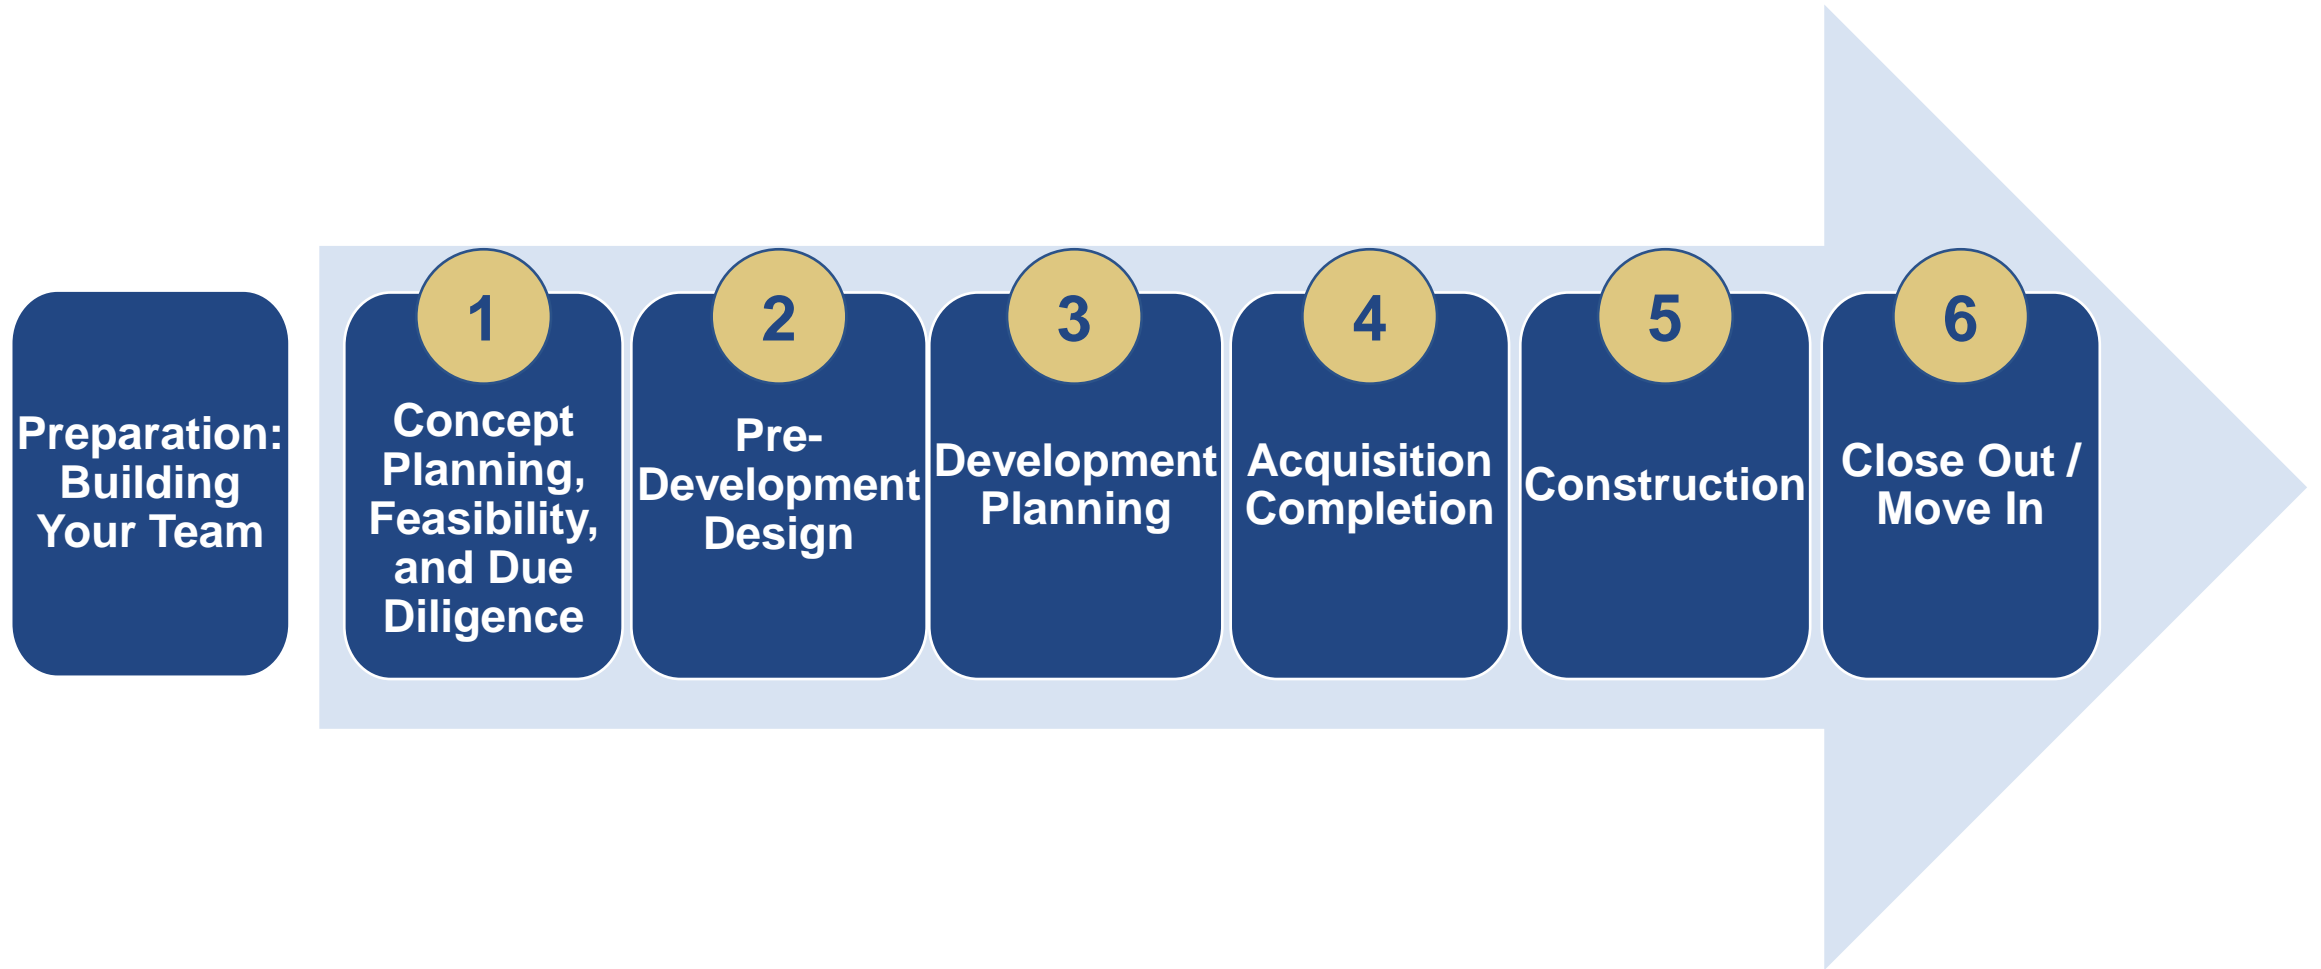 Preparation:
Building
Your Team
1
Concept
Planning,
Feasibility,
and Due
Diligence
2
Pre-
Development
Design
3
Development
Planning
4
Acquisition
Completion
5
Construction
6
Close Out /
Move In